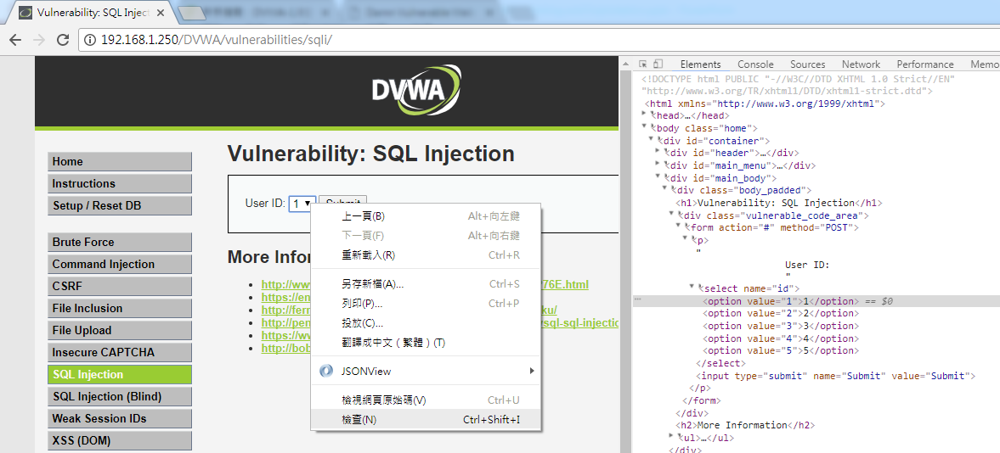 Vulnerability: SQL Inject
192.168.1.250/DVWA/vulnerabilities/sqli/
DVWA
Home
Instructions
Setup / Reset DB
Brute Force
Command Injection
CSRF
File Inclusion
File Upload
Insecure CAPTCHA
SQL Injection
SQL Injection (Blind)
Weak Session IDs
XSS (DOM)
Vulnerability: SQL Injection
User ID: 1 Submit
More Infor
http://www 76E.html
https://en
http://ferr ku/
http://pen sql-sql-injectio
https://ww
http://bob
上一頁(B) Alt+向左鍵
下一頁(F) Alt+向右鍵
重新載入(R) Ctrl+R
另存新檔(A)... Ctrl+S
列印(P)... Ctrl+P
投放(C)...
翻譯成中文（繁體）(T)
JSONView
檢視網頁原始碼(V) Ctrl+U
檢查(N) Ctrl+Shift+I
Elements Console Sources Network Performance Memo
<!DOCTYPE html PUBLIC "-//W3C//DTD XHTML 1.0 Strict//EN"
"http://www.w3.org/TR/xhtml1/DTD/xhtml1-strict.dtd">
<html xmlns="http://www.w3.org/1999/xhtml">
<head>…</head>
<body class="home">
<div id="container">
<div id="header">…</div>
<div id="main_menu">…</div>
<div id="main_body">
<div class="body_padded">
<h1>Vulnerability: SQL Injection</h1>
<div class="vulnerable_code_area">
<form action="#" method="POST">
<p>
"
User ID:
"
<select name="id">
<option value="1">1</option> == $0
<option value="2">2</option>
<option value="3">3</option>
<option value="4">4</option>
<option value="5">5</option>
</select>
<input type="submit" name="Submit" value="Submit">
</p>
</form>
</div>
<h2>More Information</h2>
<ul>…</ul>
</div>